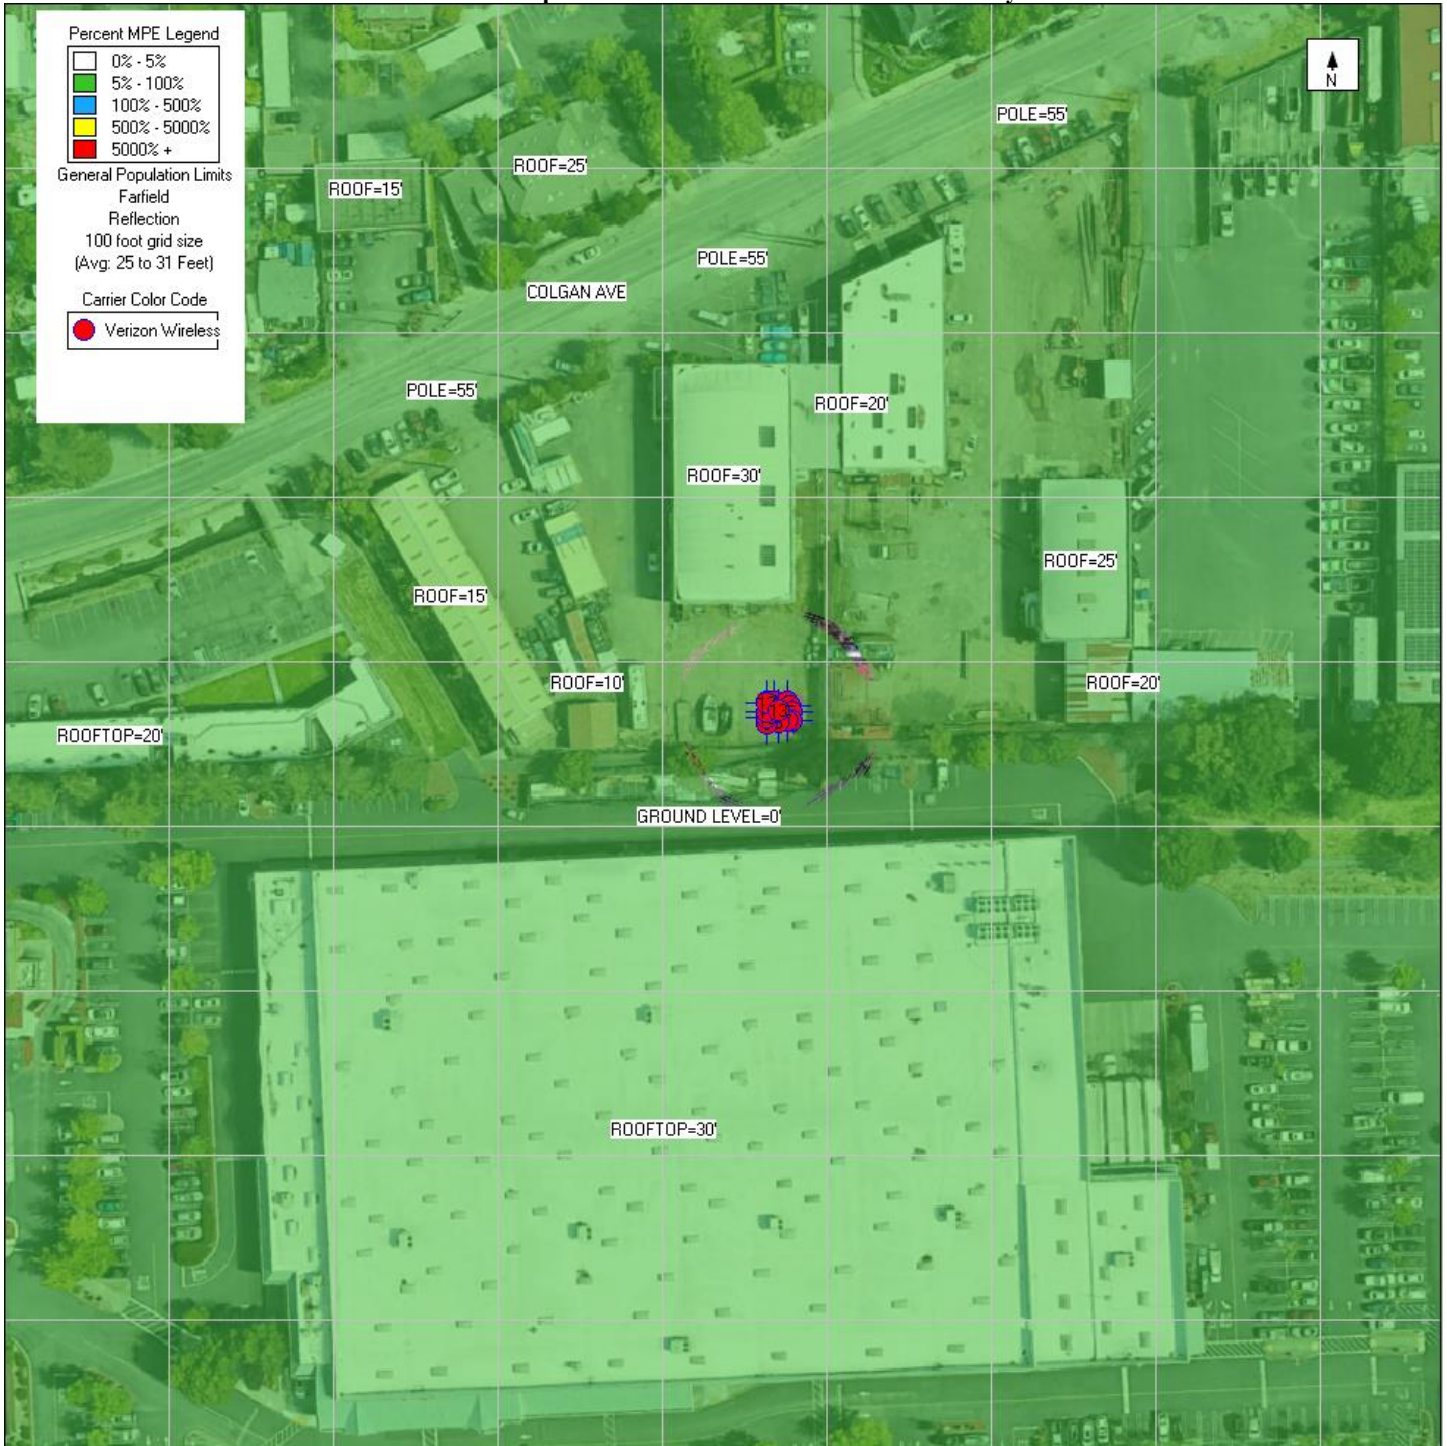 Percent MPE Legend
0% - 5%
5% - 100%
100% - 500%
500% - 5000%
5000% +
General Population Limits
Farfield
Reflection
100 foot grid size
(Avg: 25 to 31 Feet)
Carrier Color Code
Verizon Wireless
N
POLE=55'
ROOF=25'
ROOF=15'
POLE=55'
COLGAN AVE
POLE=55'
ROOF=20'
ROOF=30'
ROOF=25'
ROOF=15'
ROOF=10'
ROOF=20'
ROOFTOP=20'
GROUND LEVEL=0'
ROOFTOP=30'